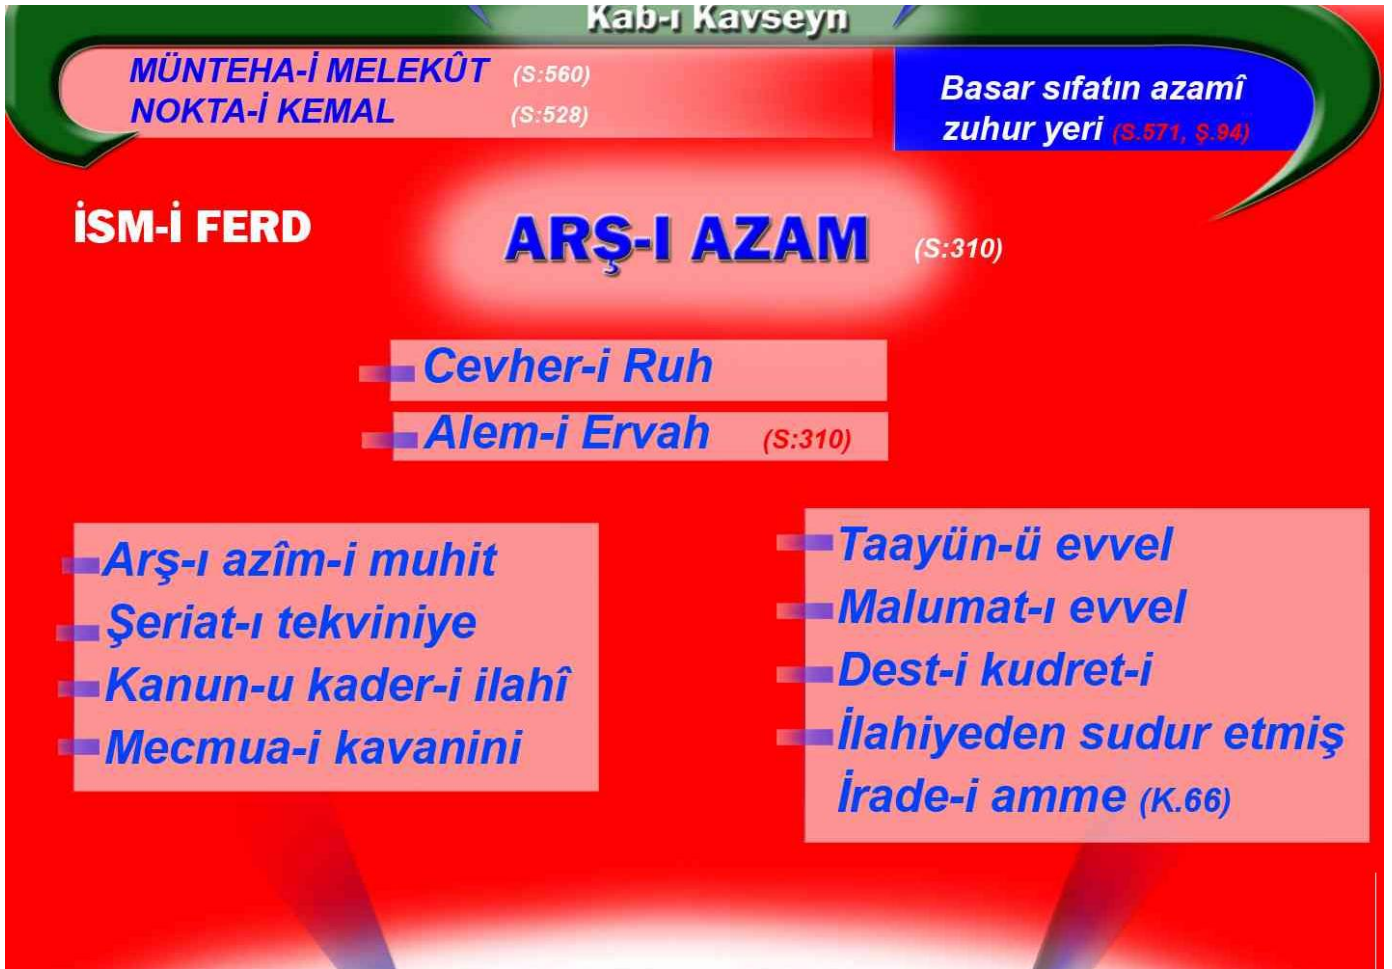 Kab-ı Kavseyn
MÜNTEHA-İ MELEKÛT (S:560)
NOKTA-İ KEMAL (S:528)
Basar sıfatın azamî
zuhur yeri (S.571, Ş.94)
İSM-İ FERD
ARŞ-I AZAM (S:310)
Cevher-i Ruh
Alem-i Ervah (S:310)
Arş-ı azîm-i muhit
Şeriat-ı tekviniye
Kanun-u kader-i ilahî
Mecmua-i kavanini
Taayün-ü evvel
Malumat-ı evvel
Dest-i kudret-i
İlahiyeden sudur etmiş
İrade-i amme (K.66)